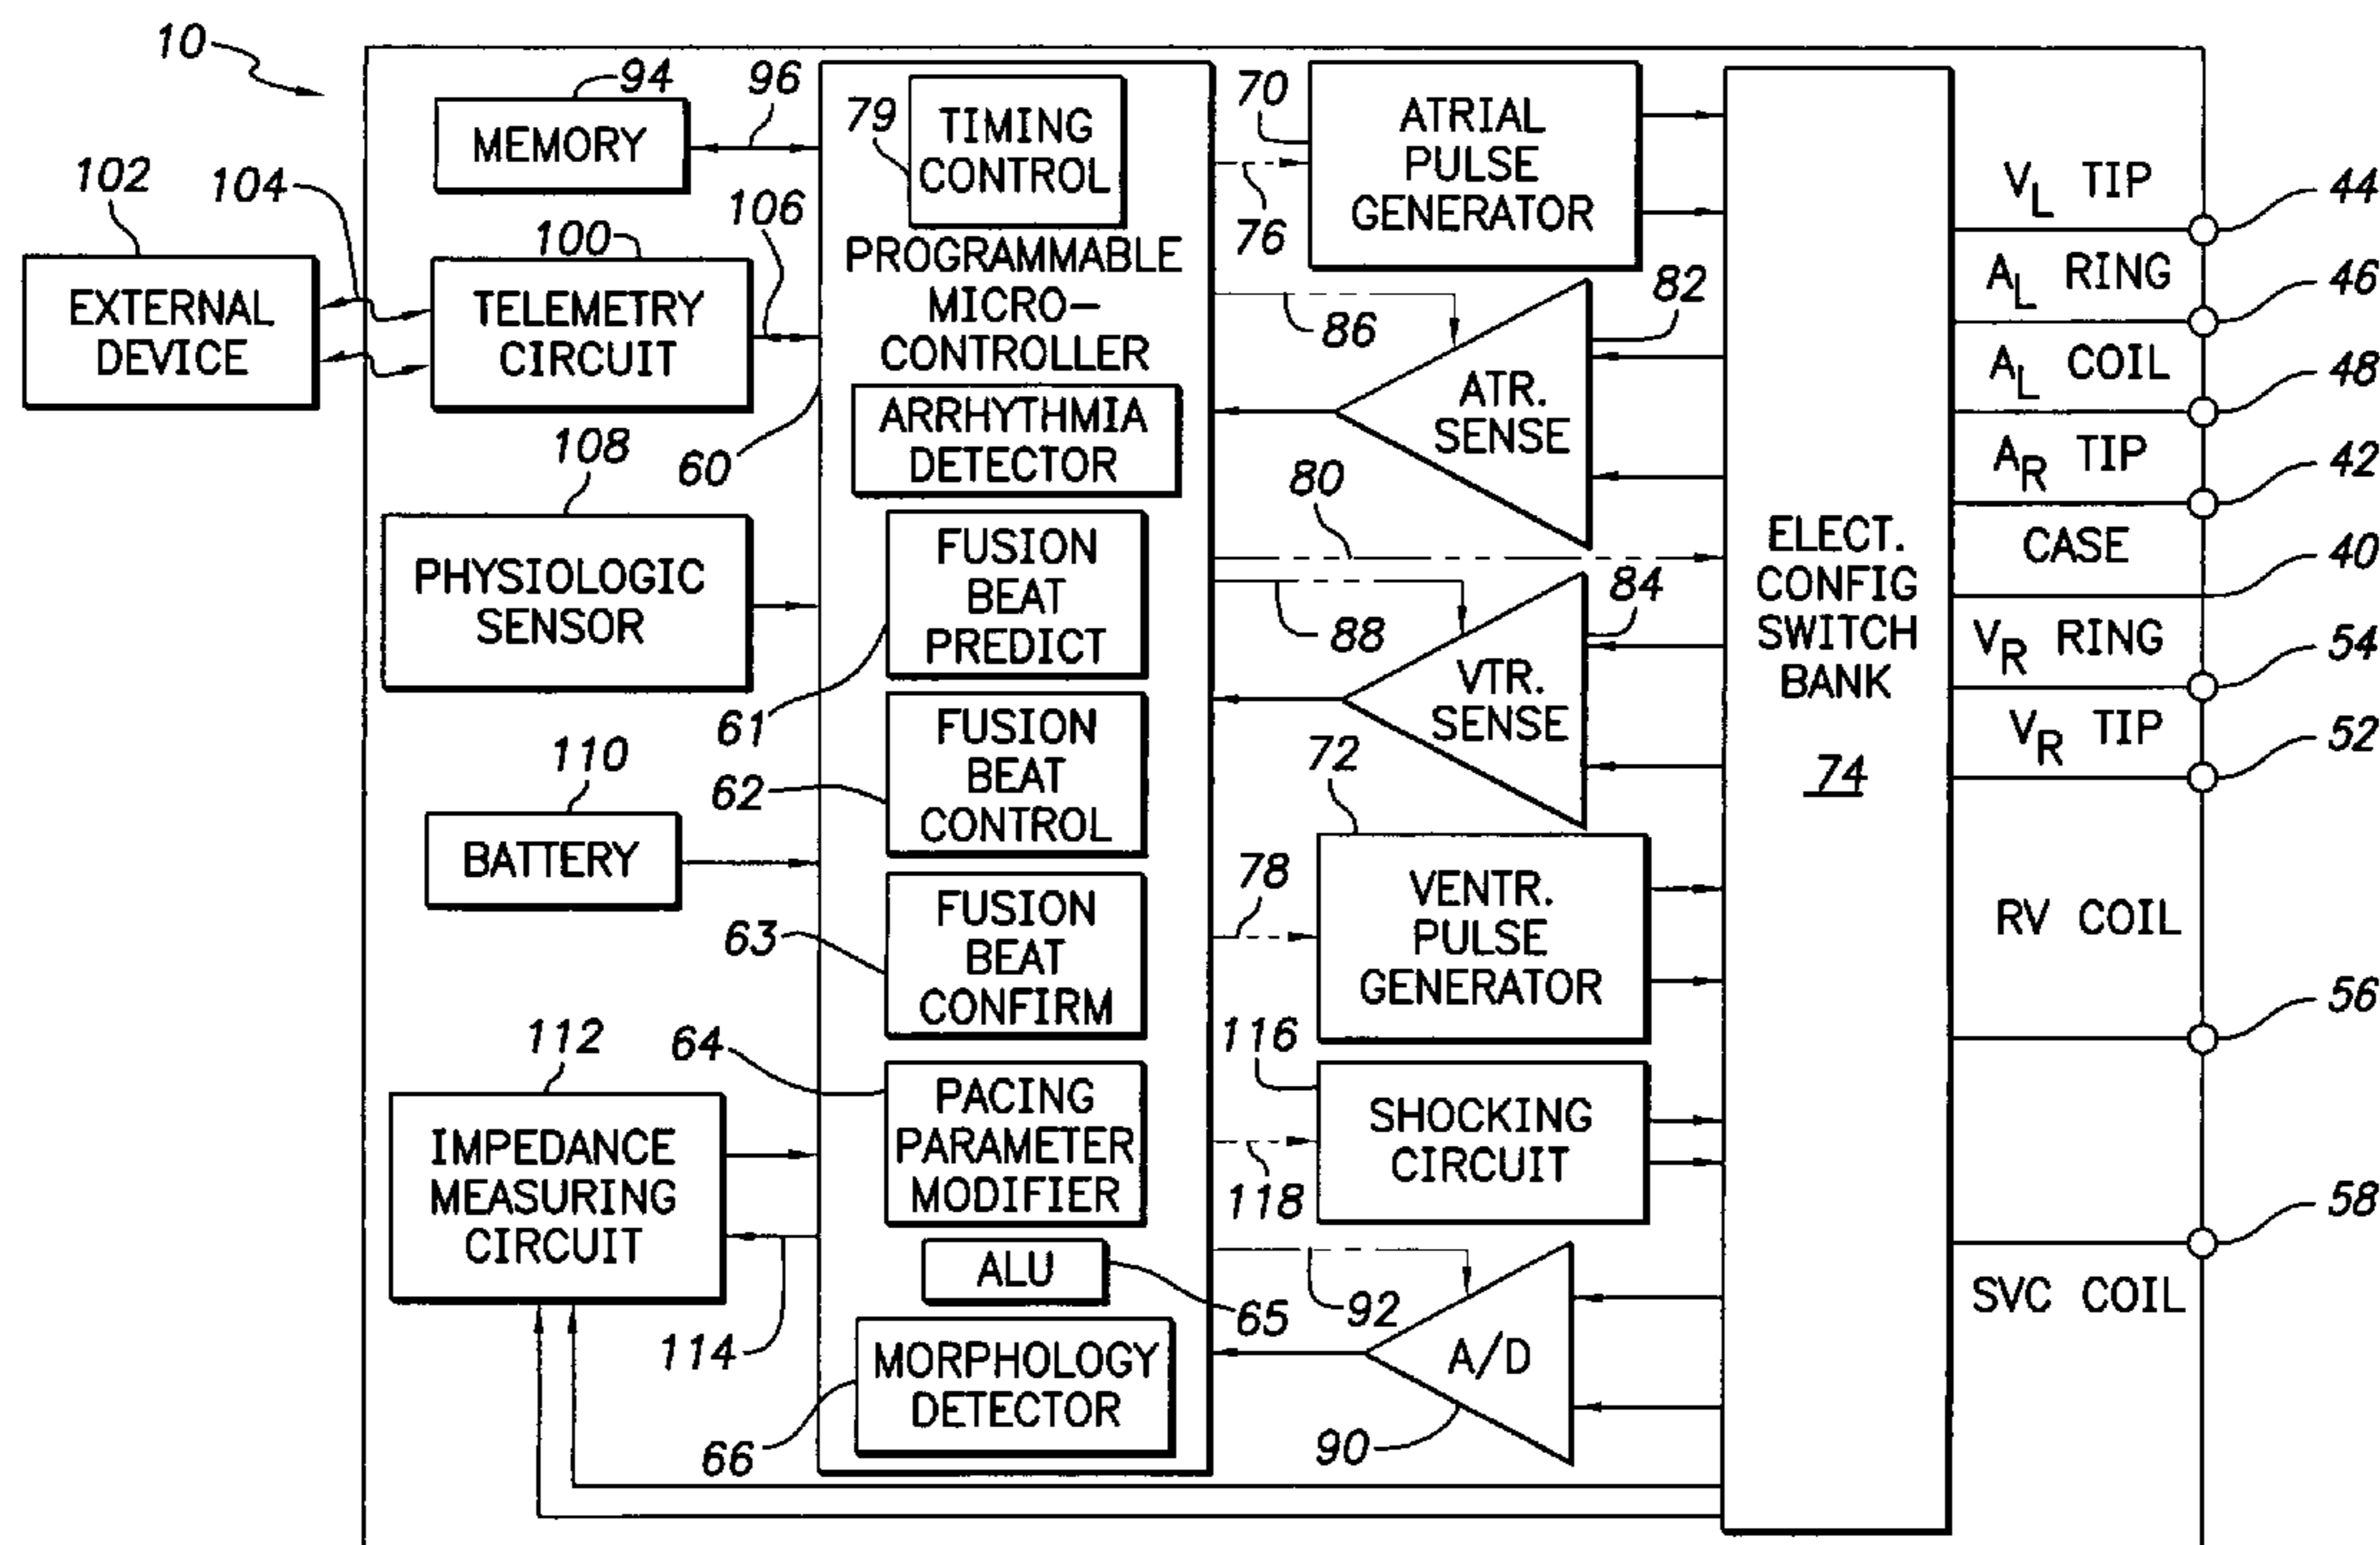 10
94
MEMORY
96
79
TIMING
CONTROL
70
76
ATRIAL
PULSE
GENERATOR
102
104
EXTERNAL
DEVICE
100
TELEMETRY
CIRCUIT
106
60
PROGRAMMABLE
MICRO-
CONTROLLER
ARRHYTHMIA
DETECTOR
86
82
ATR.
SENSE
80
108
PHYSIOLOGIC
SENSOR
FUSION
BEAT
PREDICT
61
88
84
VTR.
SENSE
ELECT.
CONFIG
SWITCH
BANK
74
62
FUSION
BEAT
CONTROL
110
BATTERY
63
FUSION
BEAT
CONFIRM
78
72
VENTR.
PULSE
GENERATOR
64
PACING
PARAMETER
MODIFIER
116
118
SHOCKING
CIRCUIT
112
IMPEDANCE
MEASURING
CIRCUIT
114
ALU
65
66
MORPHOLOGY
DETECTOR
92
A/D
90
VL TIP
44
AL RING
46
AL COIL
48
AR TIP
42
CASE
40
VR RING
54
VR TIP
52
RV COIL
56
58
SVC COIL